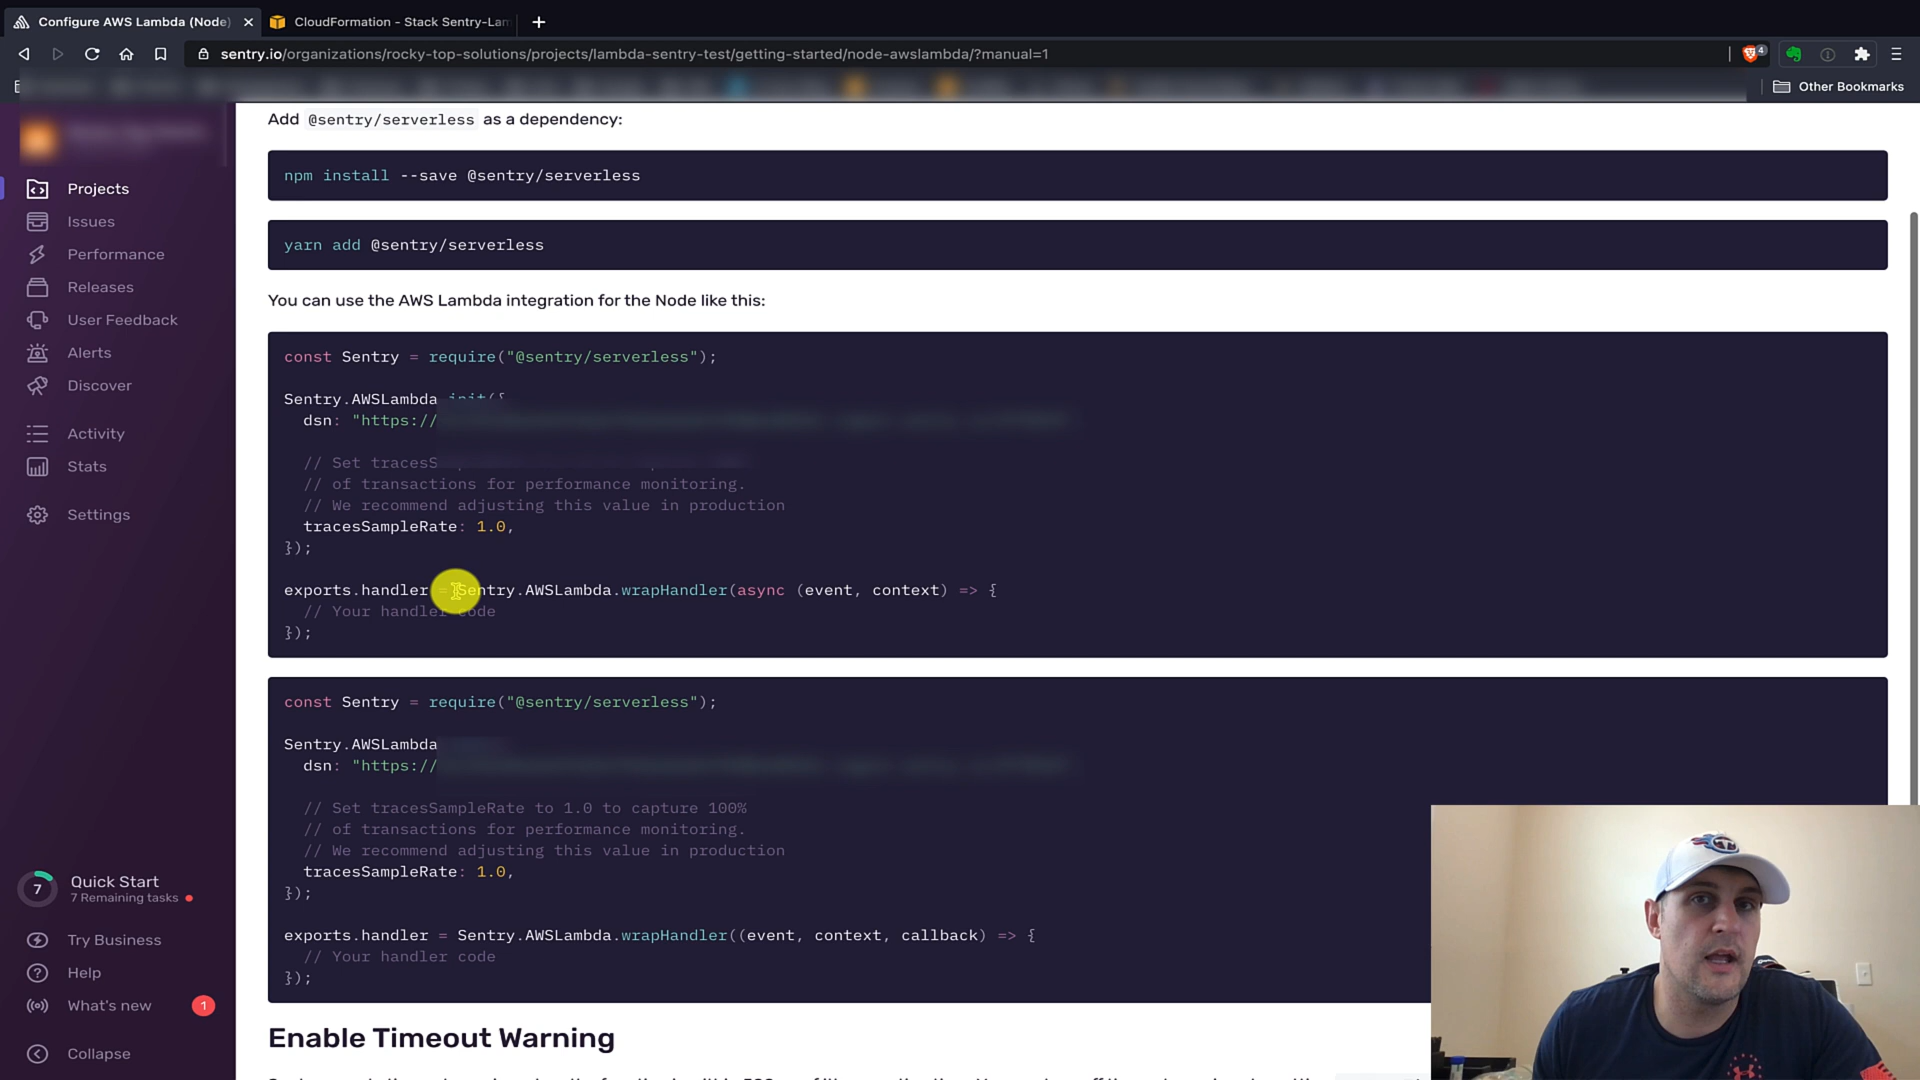 Configure AWS Lambda (Node)
CloudFormation - Stack Sentry-Lam
sentry.io/organizations/rocky-top-solutions/projects/lambda-sentry-test/getting-started/node-awslambda/?manual=1
4
Other Bookmarks
Projects
Issues
Performance
Releases
User Feedback
Alerts
Discover
Activity
Stats
Settings
7
Quick Start
7 Remaining tasks
Try Business
Help
What's new
1
Collapse
Add @sentry/serverless as a dependency:
npm install --save @sentry/serverless
yarn add @sentry/serverless
You can use the AWS Lambda integration for the Node like this:
const Sentry = require("@sentry/serverless");
Sentry.AWSLambda.init({
dsn: "https://
// Set tracesS
// of transactions for performance monitoring.
// We recommend adjusting this value in production
tracesSampleRate: 1.0,
});
exports.handler = Sentry.AWSLambda.wrapHandler(async (event, context) => {
// Your handler code
});
const Sentry = require("@sentry/serverless");
Sentry.AWSLambda
dsn: "https://
// Set tracesSampleRate to 1.0 to capture 100%
// of transactions for performance monitoring.
// We recommend adjusting this value in production
tracesSampleRate: 1.0,
});
exports.handler = Sentry.AWSLambda.wrapHandler((event, context, callback) => {
// Your handler code
});
Enable Timeout Warning